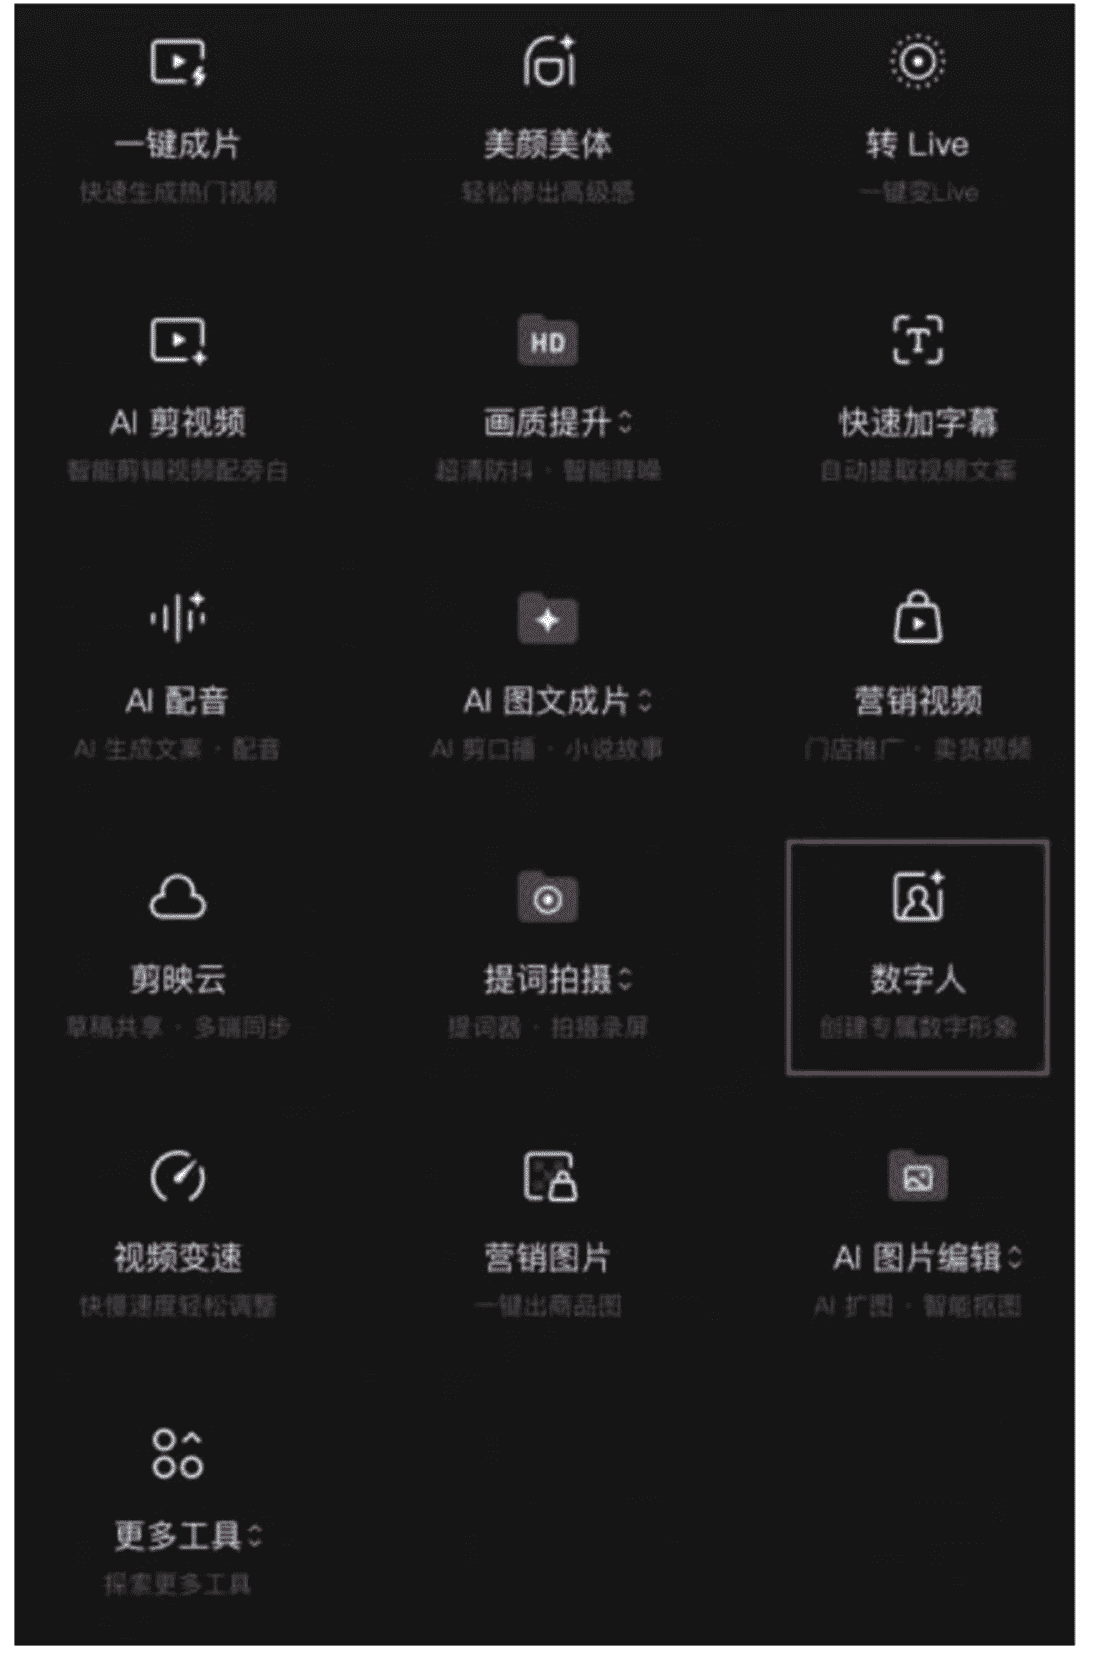 一键成片
快速生成热门视频
美颜美体
轻松修出高级感
转 Live
一键变Live
AI 剪视频
智能剪辑视频配旁白
HD
画质提升
超清防抖 · 智能降噪
T
快速加字幕
自动提取视频文案
AI 配音
AI 生成文案 · 配音
AI 图文成片
AI 剪口播 · 小说故事
营销视频
门店推广 · 卖货视频
剪映云
草稿共享 · 多端同步
提词拍摄
提词器 · 拍摄录屏
数字人
创建专属数字形象
视频变速
快慢速度轻松调整
营销图片
一键出商品图
AI 图片编辑
AI 扩图 · 智能抠图
更多工具
探索更多工具